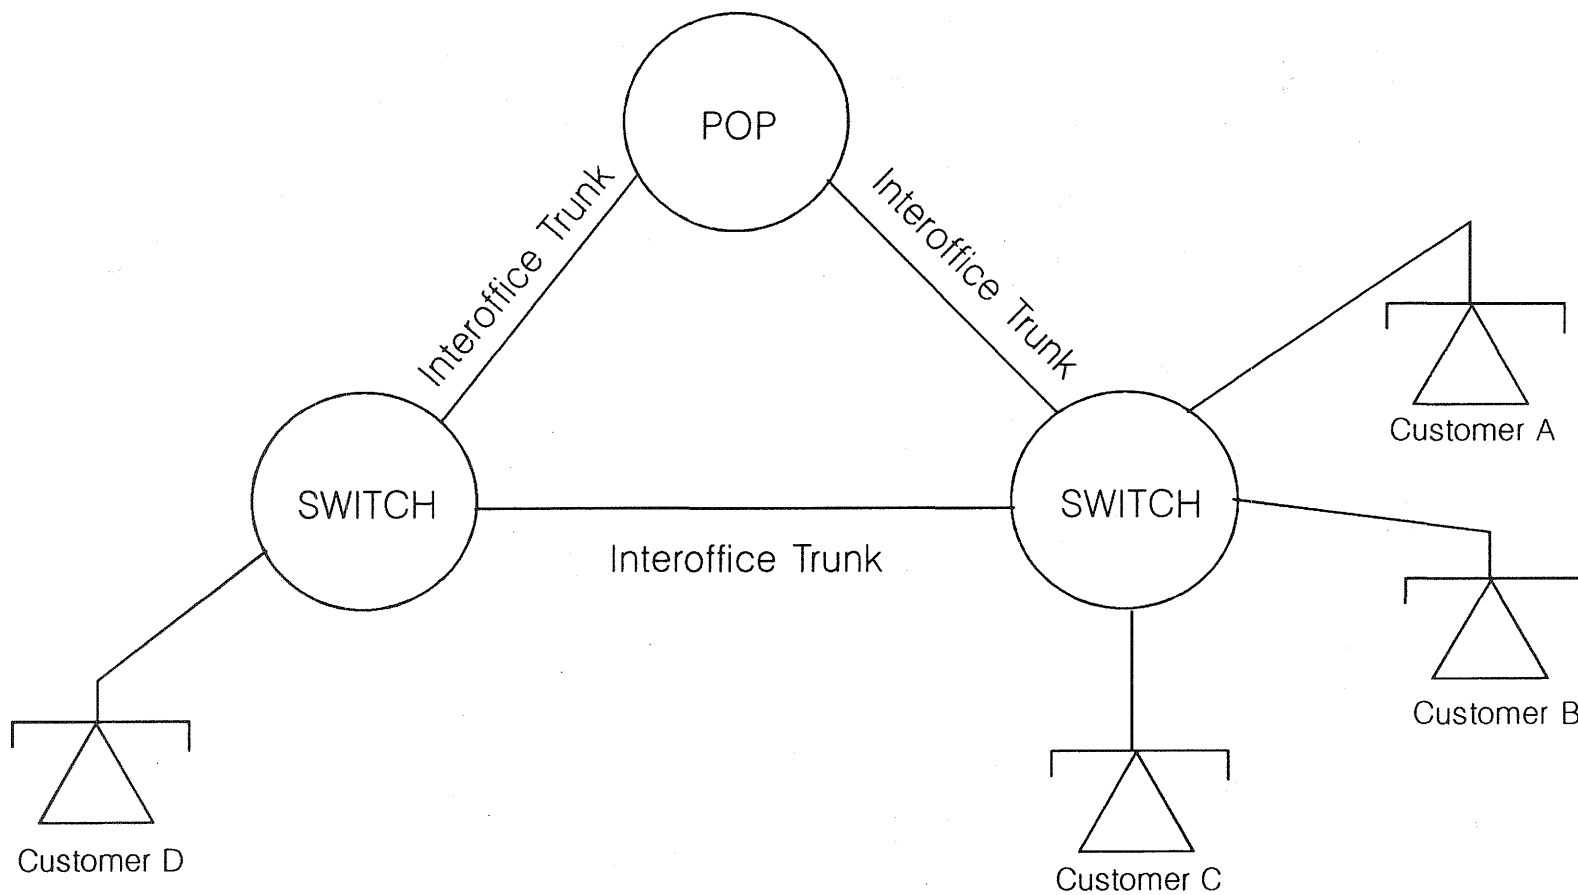 POP
Interoffice Trunk
Interoffice Trunk
Customer A
SWITCH
SWITCH
Interoffice Trunk
Customer B
Customer D
Customer C